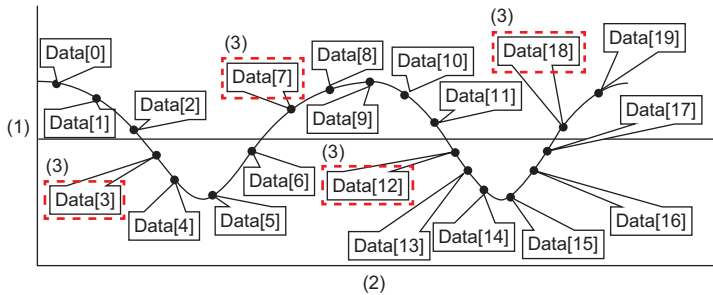 (3)
(3)
Data[0]
Data[7]
Data[8]
Data[10]
Data[18]
Data[19]
Data[2]
Data[1]
Data[9]
Data[11]
Data[17]
(1)
(3)
(3)
Data[3]
Data[6]
Data[12]
Data[4]
Data[5]
Data[13]
Data[14]
Data[15]
Data[16]
(2)